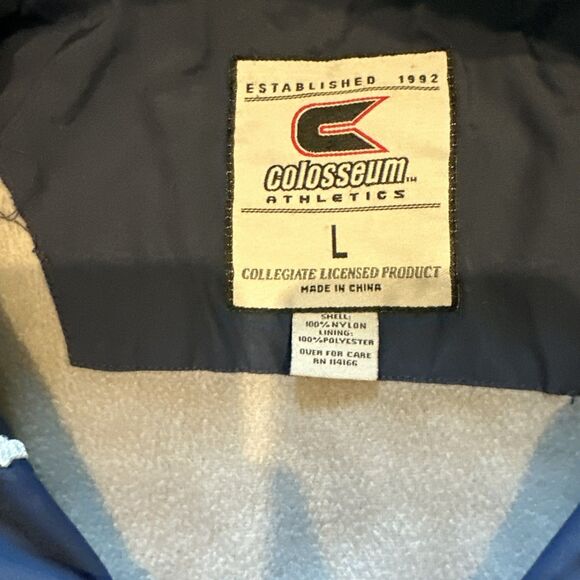 ESTABLISHED 1992
colosseum™
ATHLETICS
L
COLLEGIATE LICENSED PRODUCT
MADE IN CHINA
SHELL:
100% NYLON
LINING:
100% POLYESTER
OVER FOR CARE
RN 114166